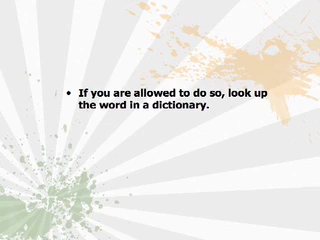 • If you are allowed to do so, look up
the word in a dictionary.